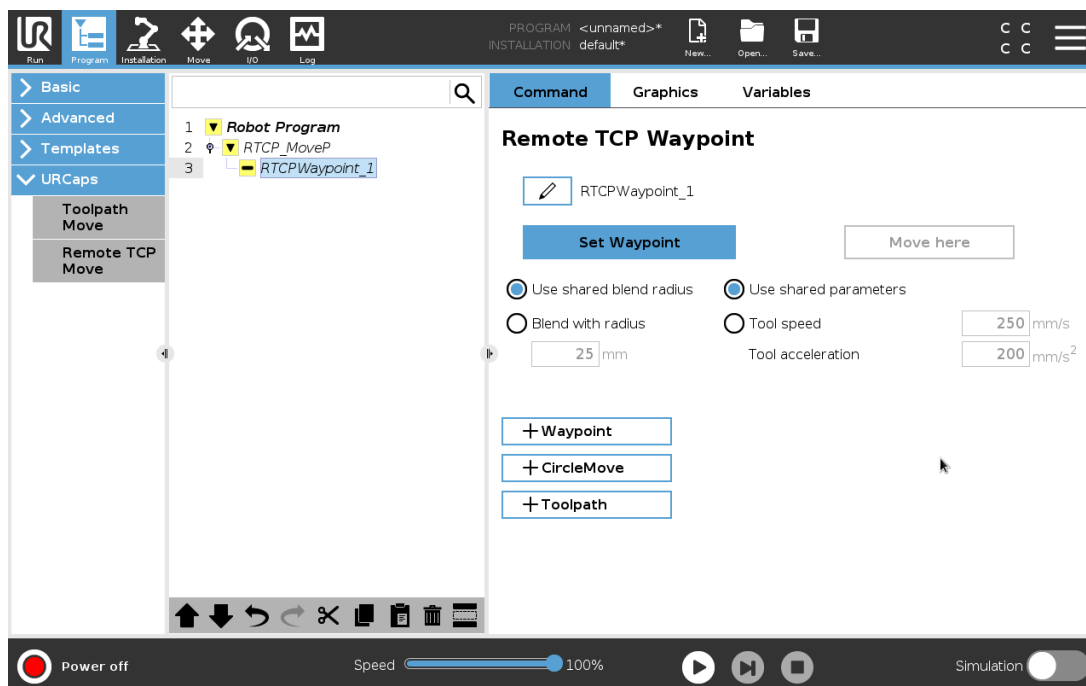 PROGRAM <unnamed>*
INSTALLATION default*
C C
C C
Run
Program
Installation
Move
I/O
Log
New...
Open...
Save...
Basic
Advanced
Templates
URCaps
Toolpath
Move
Remote TCP
Move
1 Robot Program
2 RTCP_MoveP
3 RTCPWaypoint_1
Command Graphics Variables
Remote TCP Waypoint
RTCPWaypoint_1
Set Waypoint Move here
Use shared blend radius Use shared parameters
Blend with radius Tool speed 250 mm/s
25 mm Tool acceleration 200 mm/s²
+Waypoint
+CircleMove
+Toolpath
Power off Speed 100% Simulation